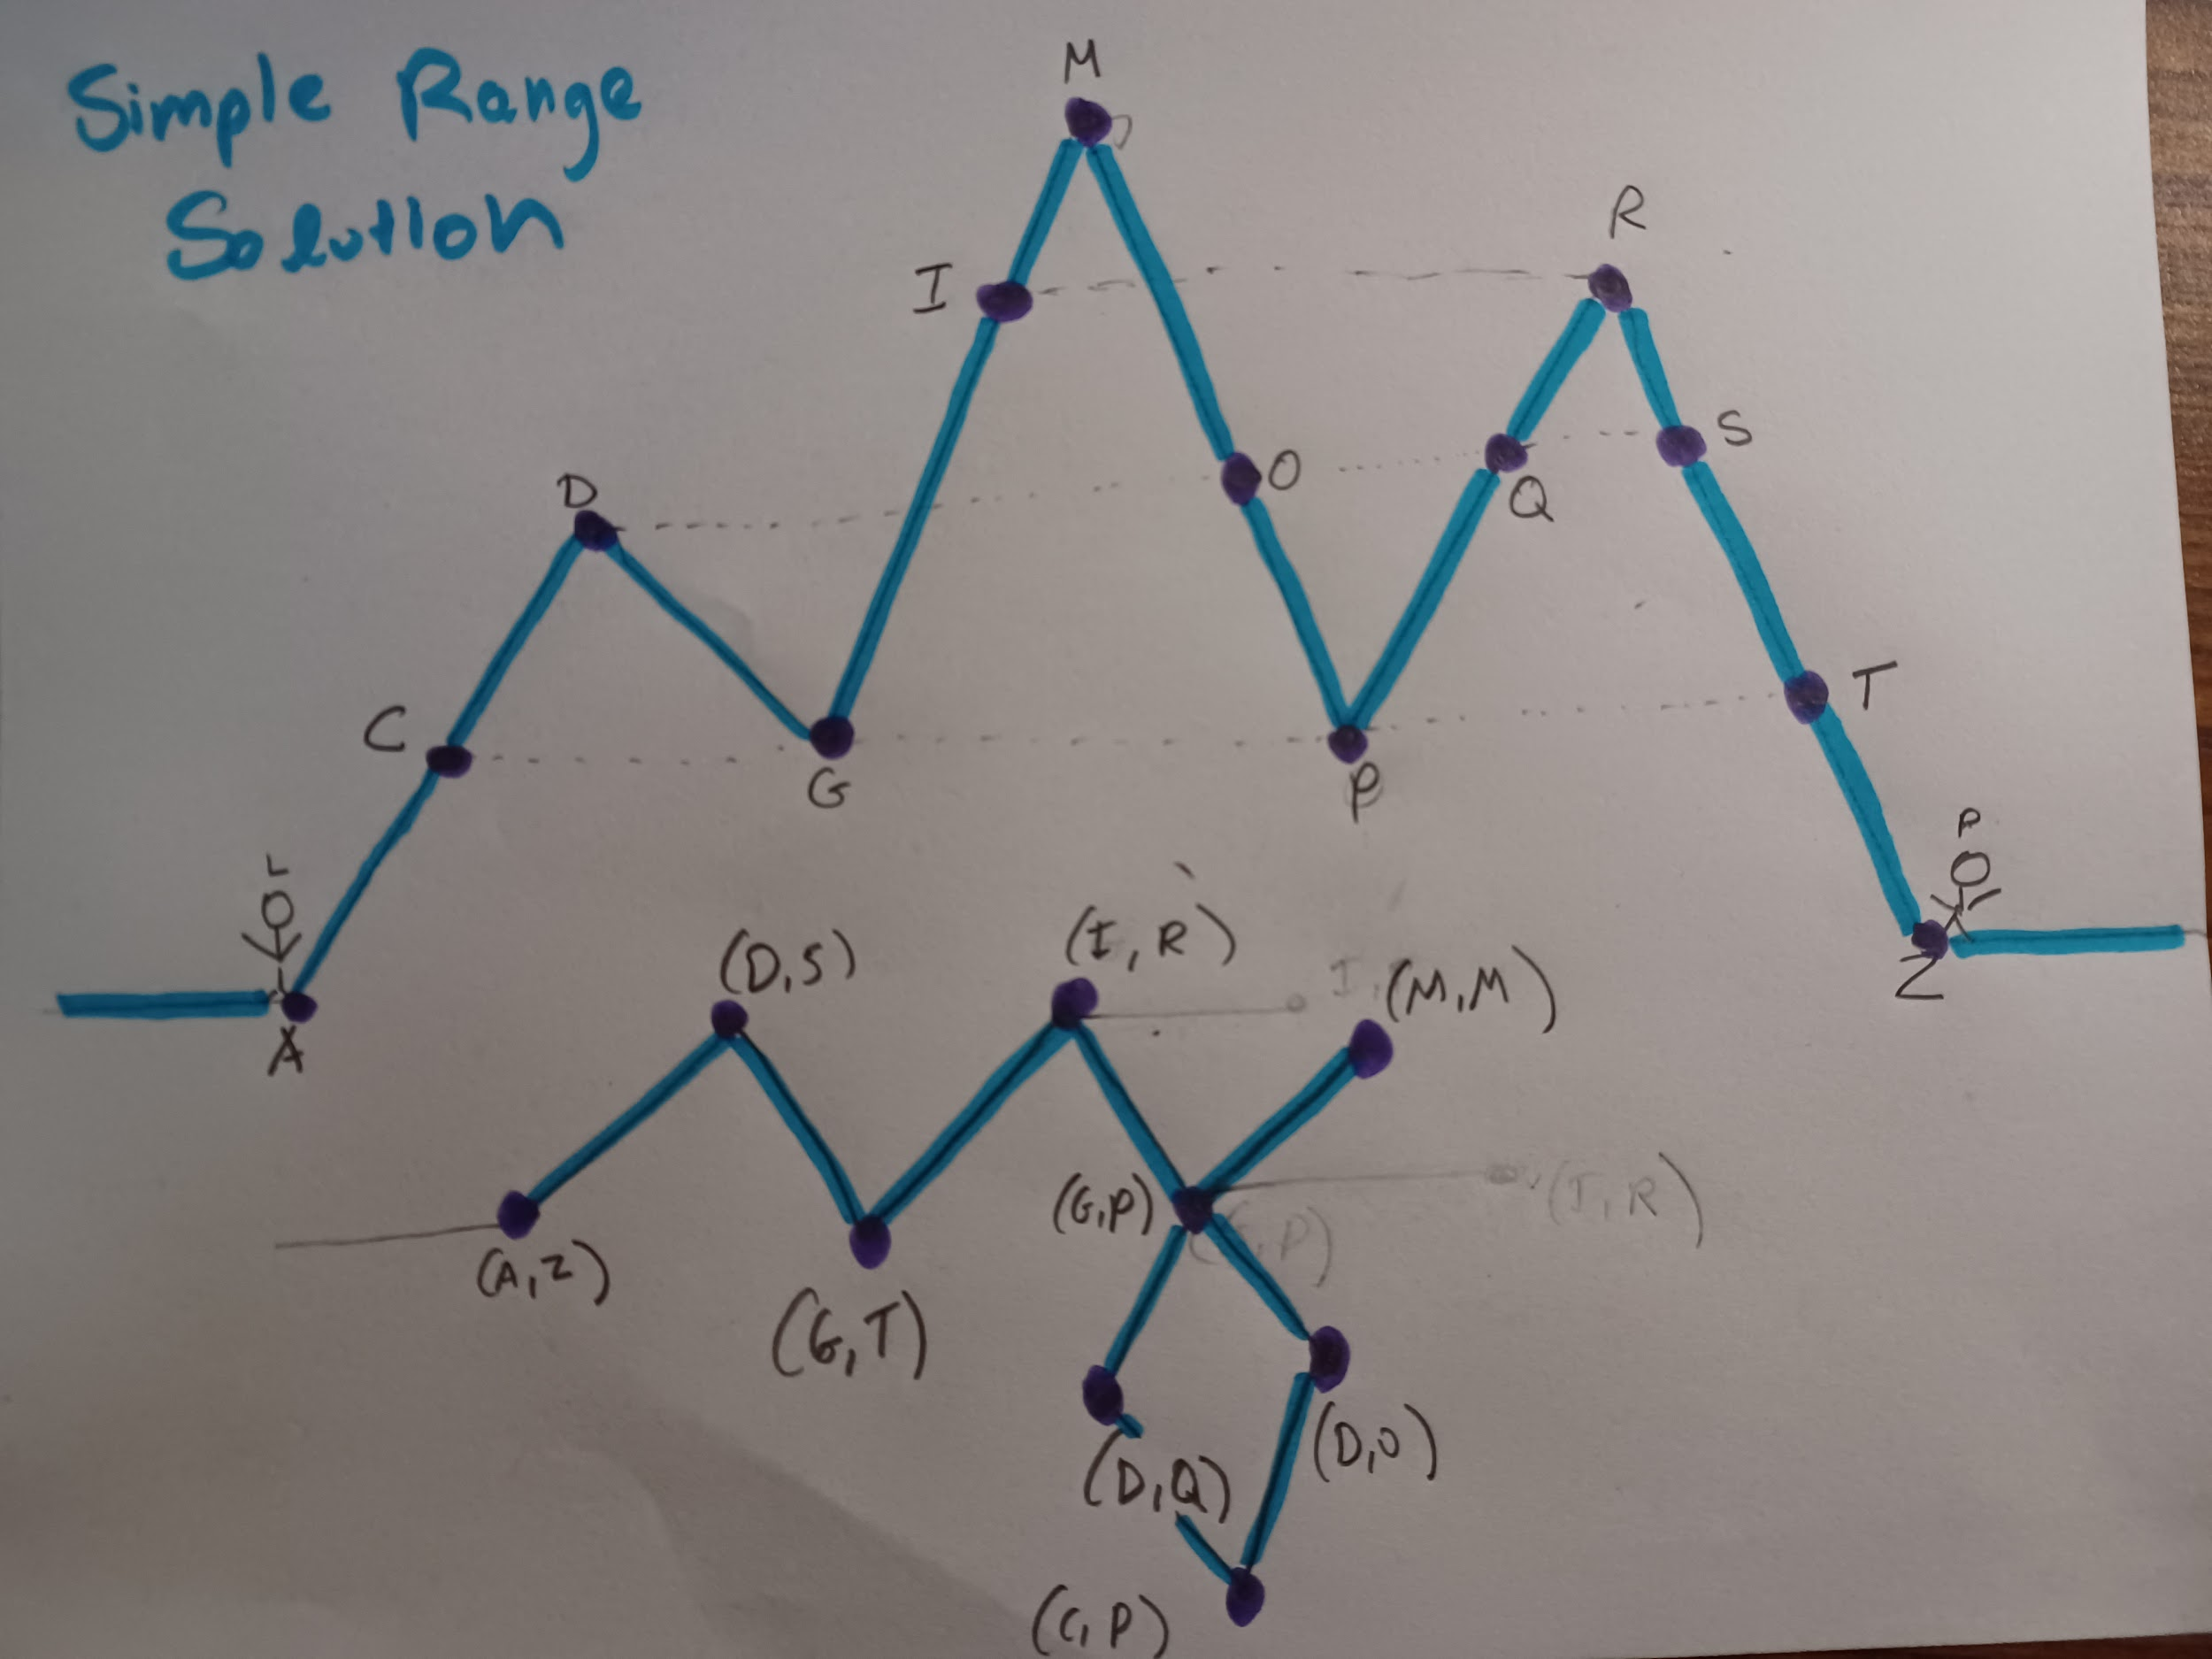 Simple Range
Solution
M
R
I
S
D
O
Q
C
T
G
P
L
P
A
Z
(D,S)
(I,R)
I,
(M,M)
(G,P)
(I,R)
(G,P)
(A,Z)
(G,T)
(D,Q)
(D,O)
(C,P)